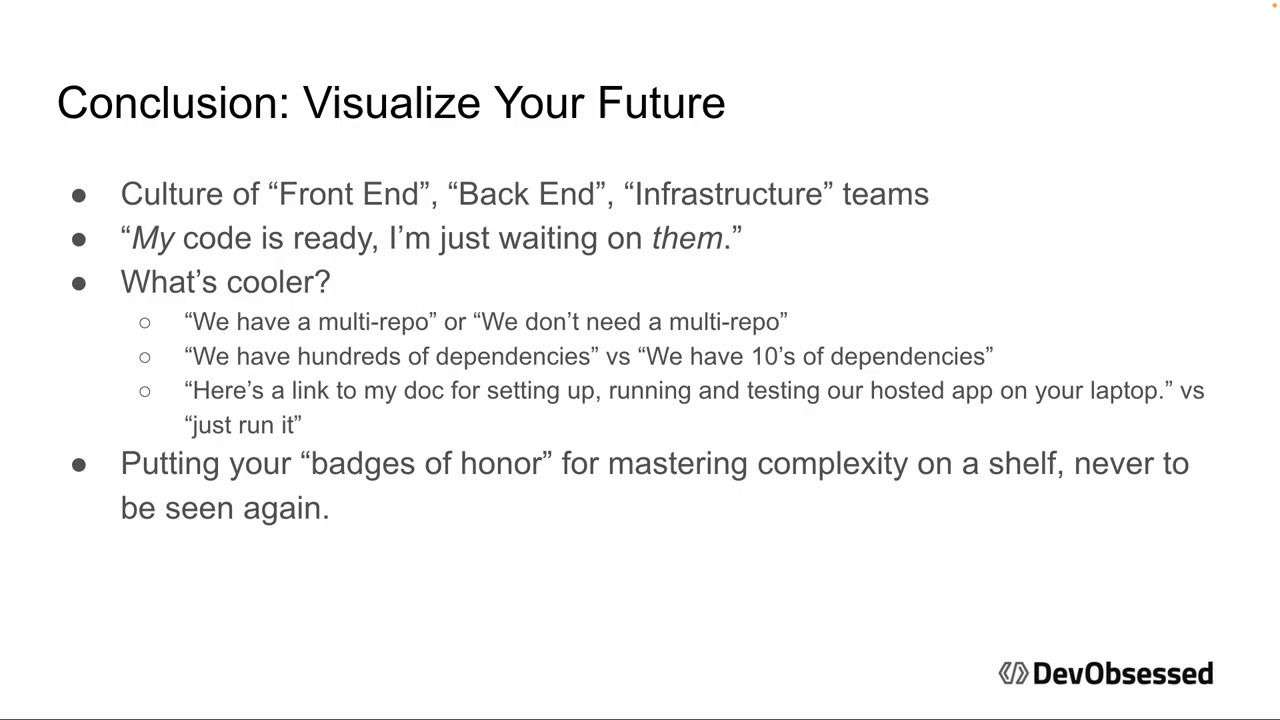 Conclusion: Visualize Your Future
● Culture of “Front End”, “Back End”, “Infrastructure” teams
● “My code is ready, I’m just waiting on them.”
● What’s cooler?
○ “We have a multi-repo” or “We don’t need a multi-repo”
○ “We have hundreds of dependencies” vs “We have 10’s of dependencies”
○ “Here’s a link to my doc for setting up, running and testing our hosted app on your laptop.” vs
“just run it”
● Putting your “badges of honor” for mastering complexity on a shelf, never to
be seen again.
DevObsessed